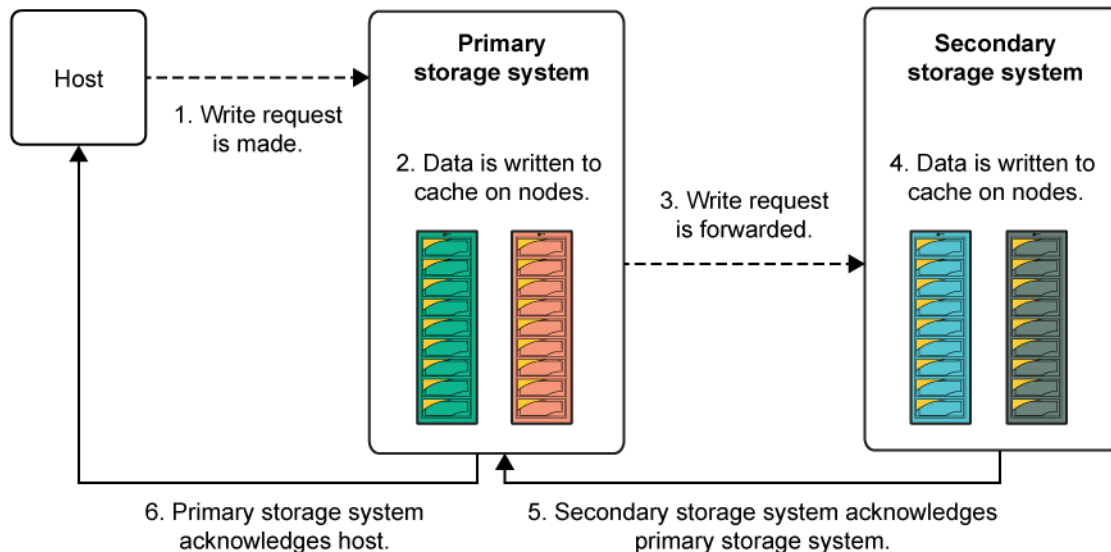 Host
1. Write request
is made.
Primary
storage system
2. Data is written to
cache on nodes.
3. Write request
is forwarded.
Secondary
storage system
4. Data is written to
cache on nodes.
5. Secondary storage system acknowledges
primary storage system.
6. Primary storage system
acknowledges host.